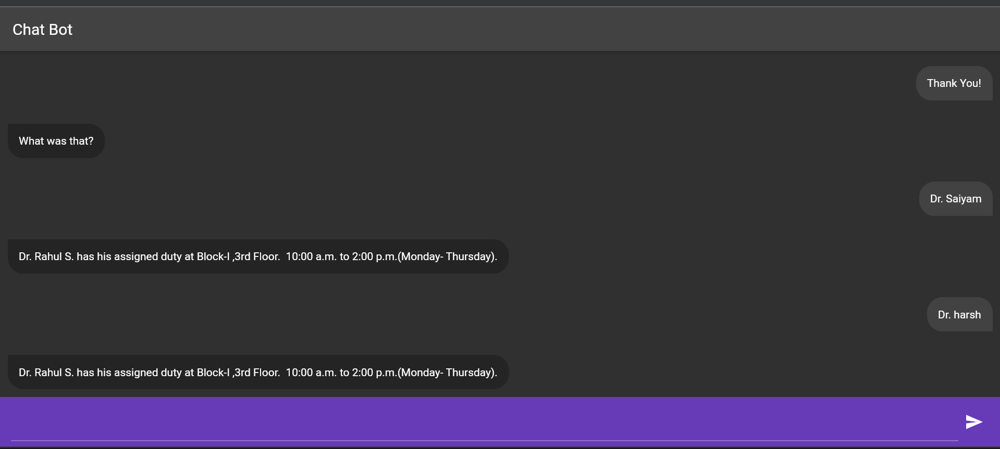 Chat Bot
Thank You!
What was that?
Dr. Saiyam
Dr. Rahul S. has his assigned duty at Block-I ,3rd Floor.  10:00 a.m. to 2:00 p.m.(Monday- Thursday).
Dr. harsh
Dr. Rahul S. has his assigned duty at Block-I ,3rd Floor.  10:00 a.m. to 2:00 p.m.(Monday- Thursday).